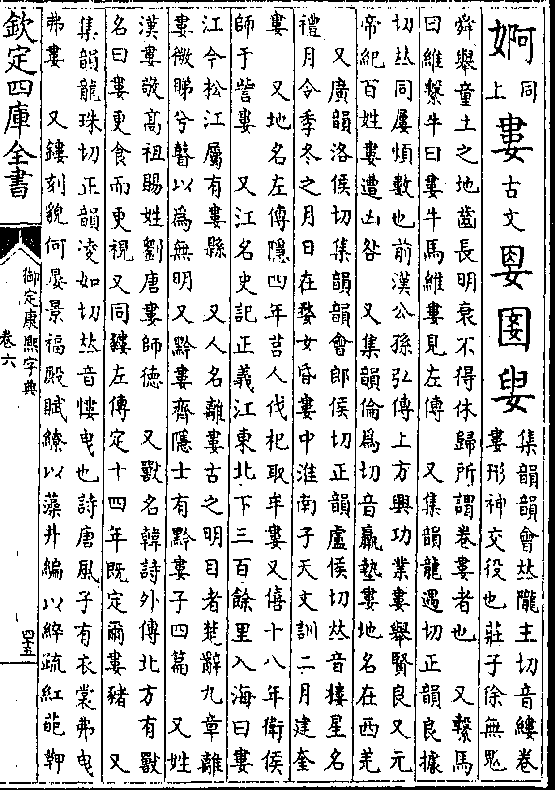 婀同上婁古文㛰圕㛮集韻韻會𠀤隴主切音縷卷婁形神交役也莊子徐無鬼
舜舉童土之地齒長明衰不得休歸所謂卷婁者也 又繫馬
曰維繫牛曰婁牛馬維婁見左傳 又集韻龍遇切正韻良據
切𠀤同屢煩數也前漢公孫弘傳上方興功業婁舉賢良又元
帝紀百姓婁遭凶咎 又集韻倫爲切音羸墊婁地名在西羌
又廣韻洛侯切集韻韻會郎侯切正韻盧侯切𠀤音樓星名
禮月令季冬之月日在婺女昏婁中淮南子天文訓二月建奎
婁 又地名左傳隱四年莒人伐杞取牟婁又僖十八年衛侯
師于訾婁 又江名史記正義江東北下三百餘里入海曰婁
江今松江屬有婁縣 又人名離婁古之明目者楚辭九章離
婁微睇兮瞽以爲無明又黔婁齊隱士有黔婁子四篇 又姓
漢婁敬高祖賜姓劉唐婁師德 又獸名韓詩外傳北方有獸
名曰婁更食而更視又同䝏左傳定十四年旣定爾婁豬 又
集韻龍珠切正韻凌如切𠀤音慺曳也詩唐風子有衣裳弗曳
弗婁 又鏤刻貌何晏景福殿賦繚以藻井編以綷疏紅葩𩋆
欽定四庫全書
御定康熙字典
卷六
四五